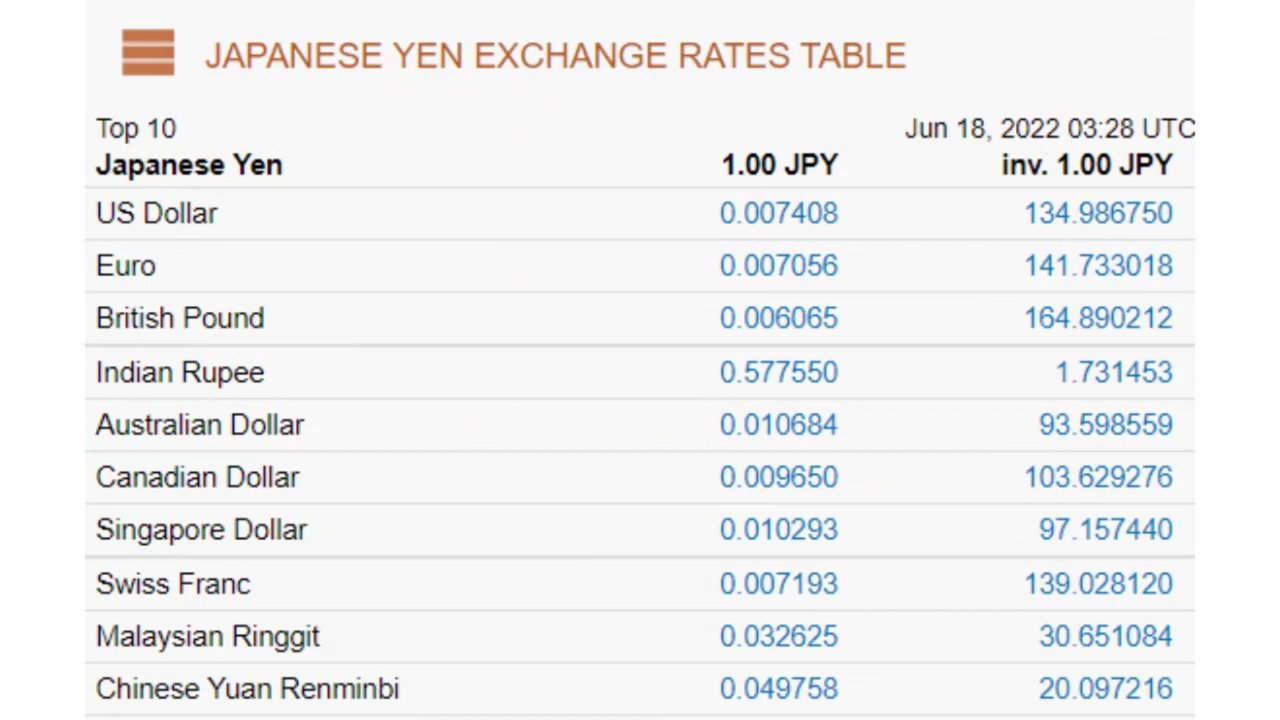 JAPANESE YEN EXCHANGE RATES TABLE
Top 10 Jun 18, 2022 03:28 UTC
Japanese Yen 1.00 JPY inv. 1.00 JPY
US Dollar 0.007408 134.986750
Euro 0.007056 141.733018
British Pound 0.006065 164.890212
Indian Rupee 0.577550 1.731453
Australian Dollar 0.010684 93.598559
Canadian Dollar 0.009650 103.629276
Singapore Dollar 0.010293 97.157440
Swiss Franc 0.007193 139.028120
Malaysian Ringgit 0.032625 30.651084
Chinese Yuan Renminbi 0.049758 20.097216